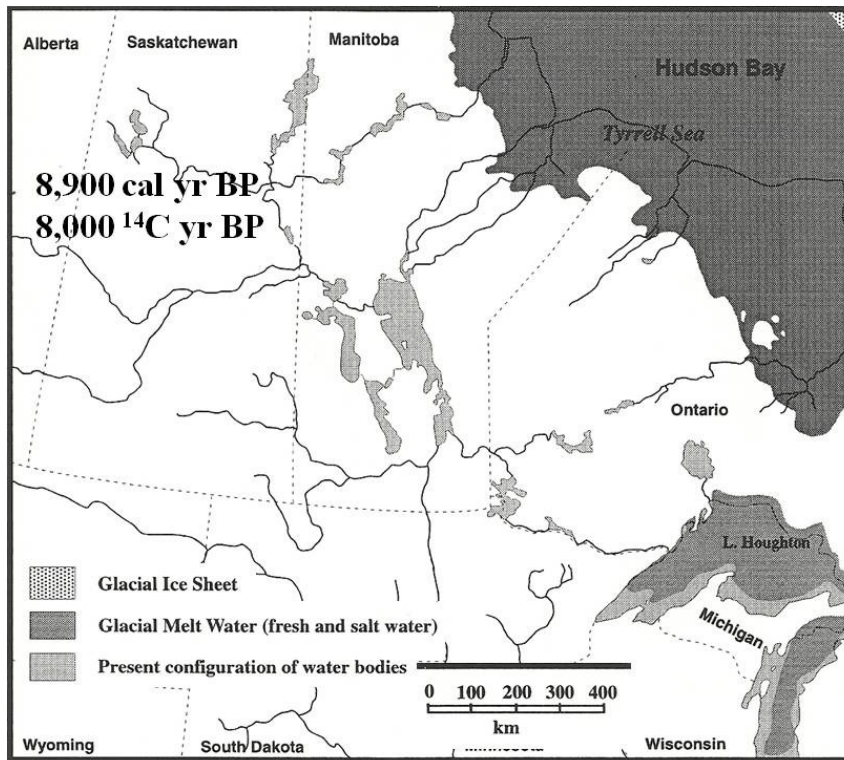 Alberta
Saskatchewan
Manitoba
Hudson Bay
Tyrrell Sea
8,900 cal yr BP
8,000 ¹⁴C yr BP
Ontario
L. Houghton
Michigan
Glacial Ice Sheet
Glacial Melt Water (fresh and salt water)
Present configuration of water bodies
0 100 200 300 400
km
Wyoming
South Dakota
Minnesota
Wisconsin